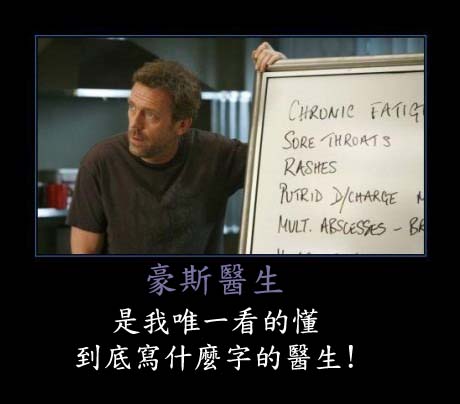 CHRONIC FATIG
SORE THROATS
RASHES
PUTRID D/CHARGE
MULT. ABSCESSES - BR
豪斯醫生
是我唯一看的懂
到底寫什麼字的醫生!